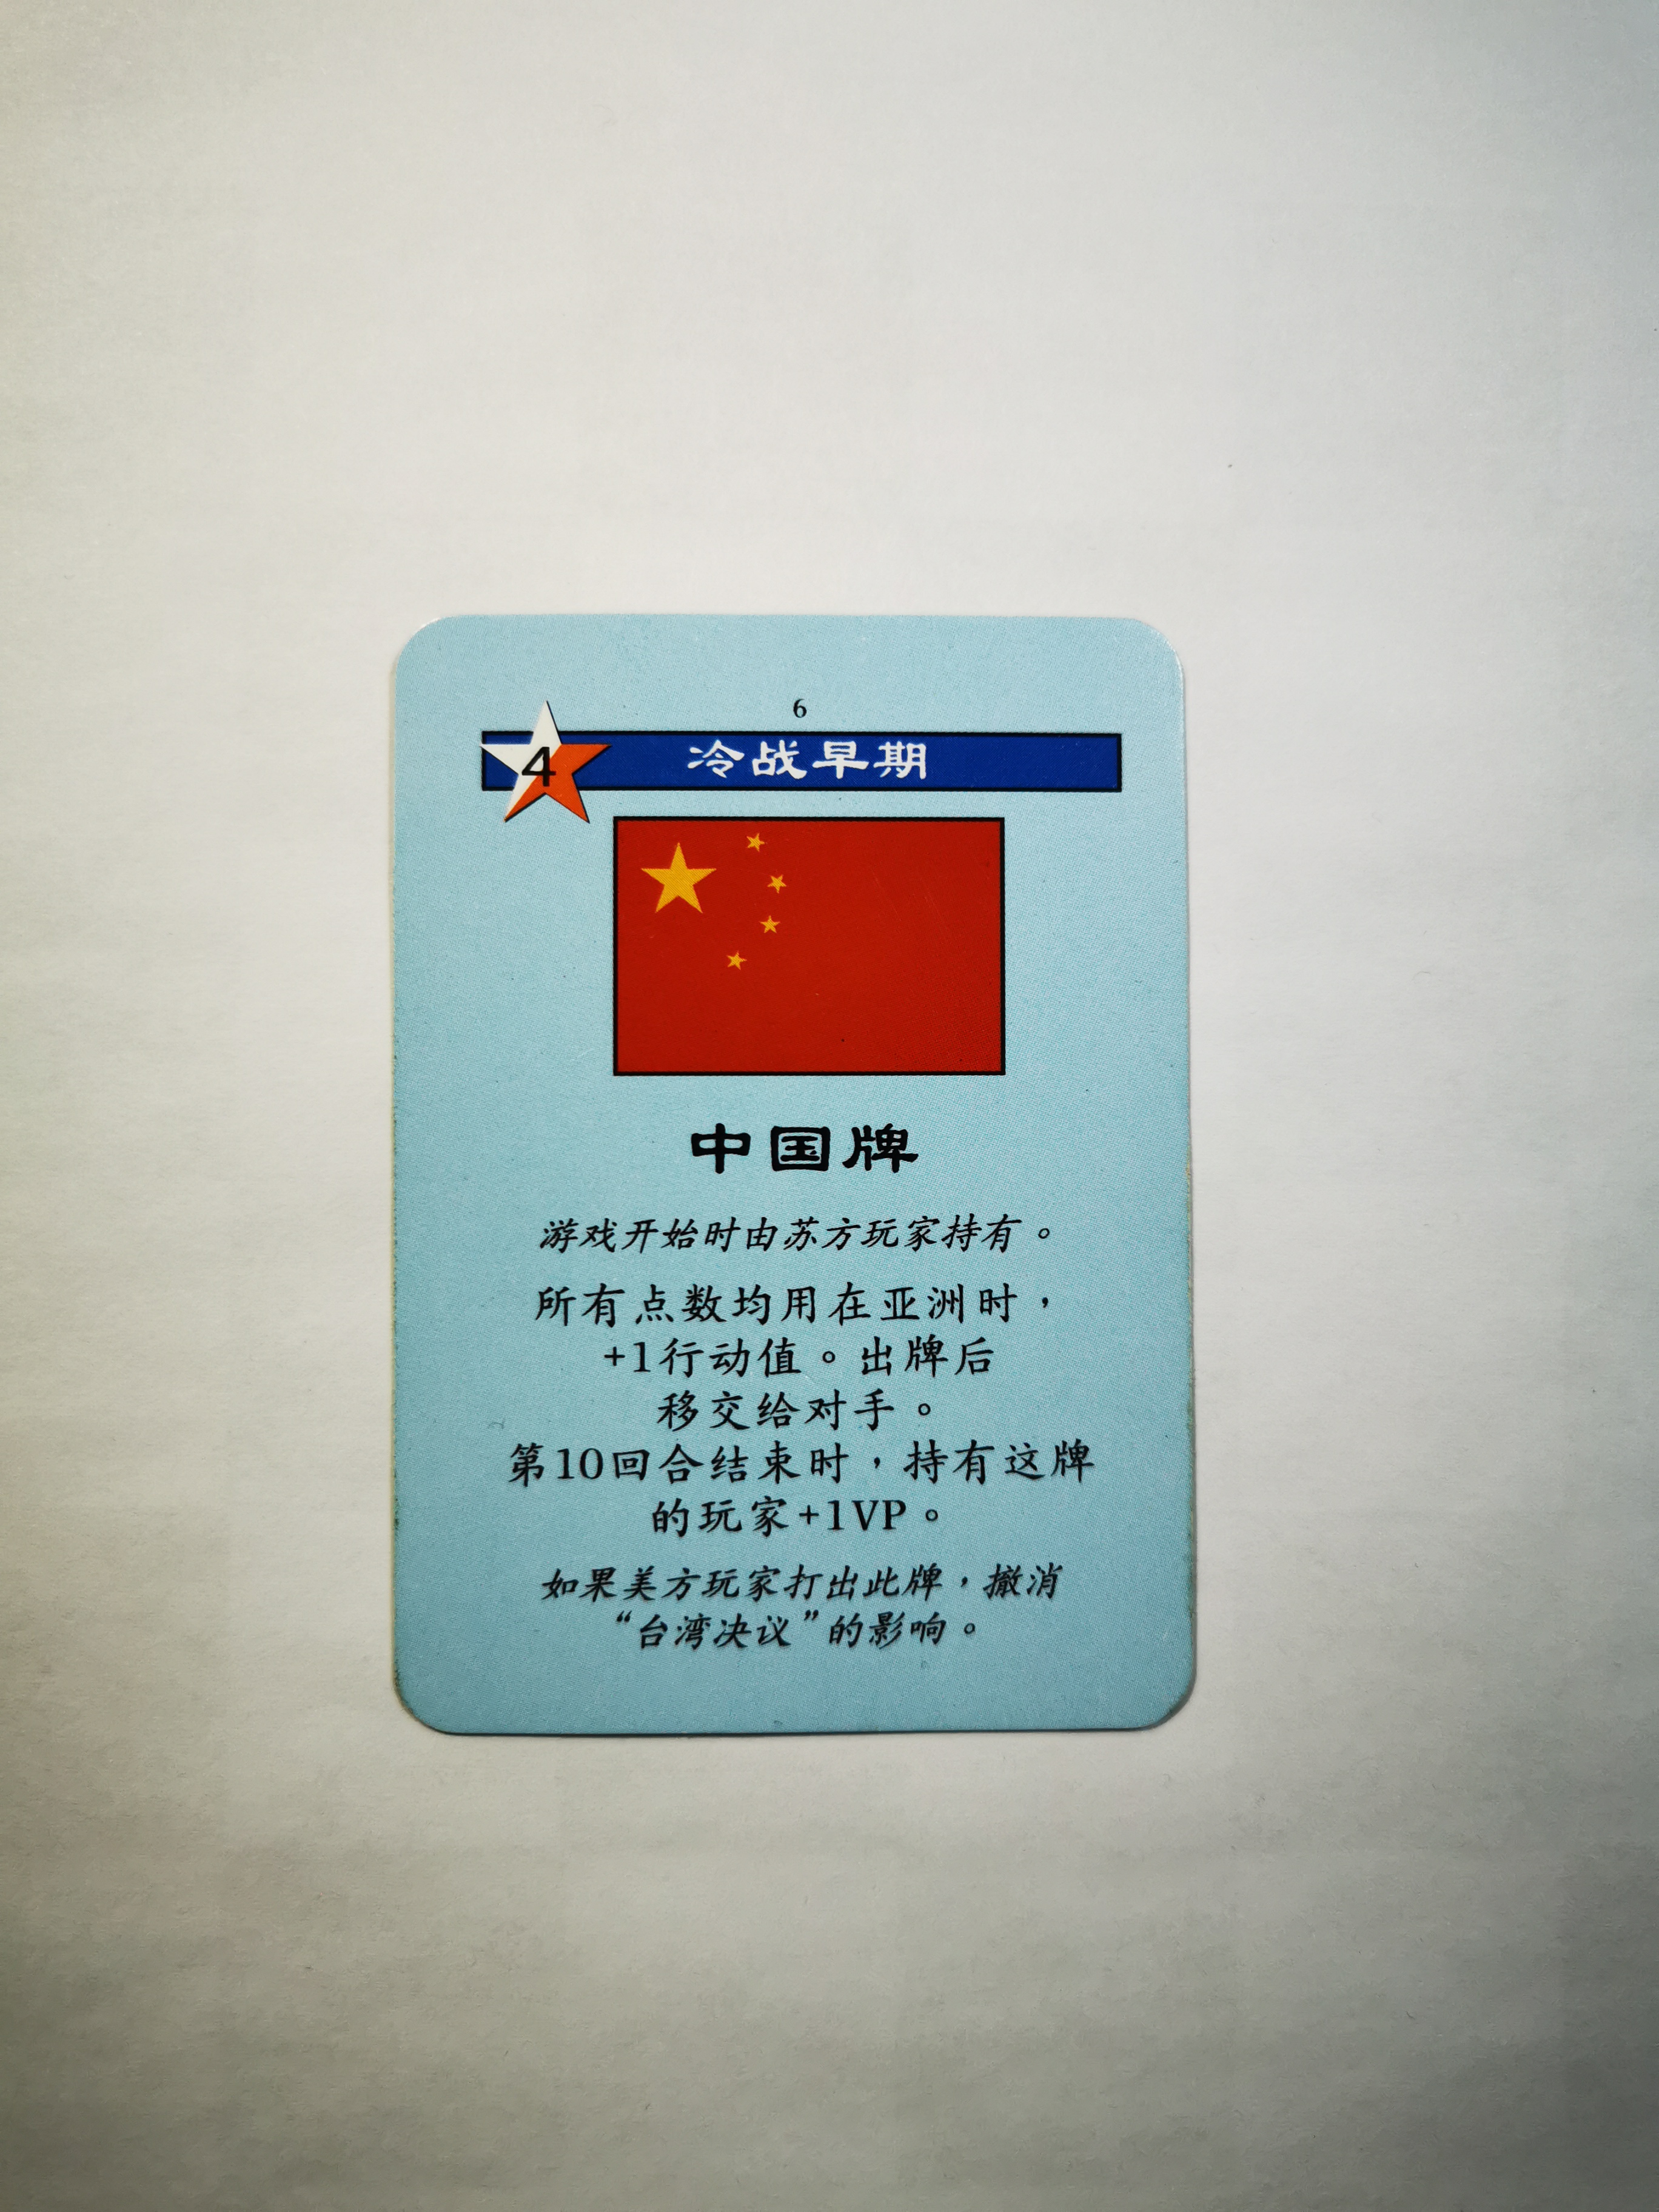 6
4
冷战早期
中国牌
游戏开始时由苏方玩家持有。
所有点数均用在亚洲时，
+1行动值。出牌后
移交给对手。
第10回合结束时，持有这牌
的玩家+1VP。
如果美方玩家打出此牌，撤消
“台湾决议”的影响。